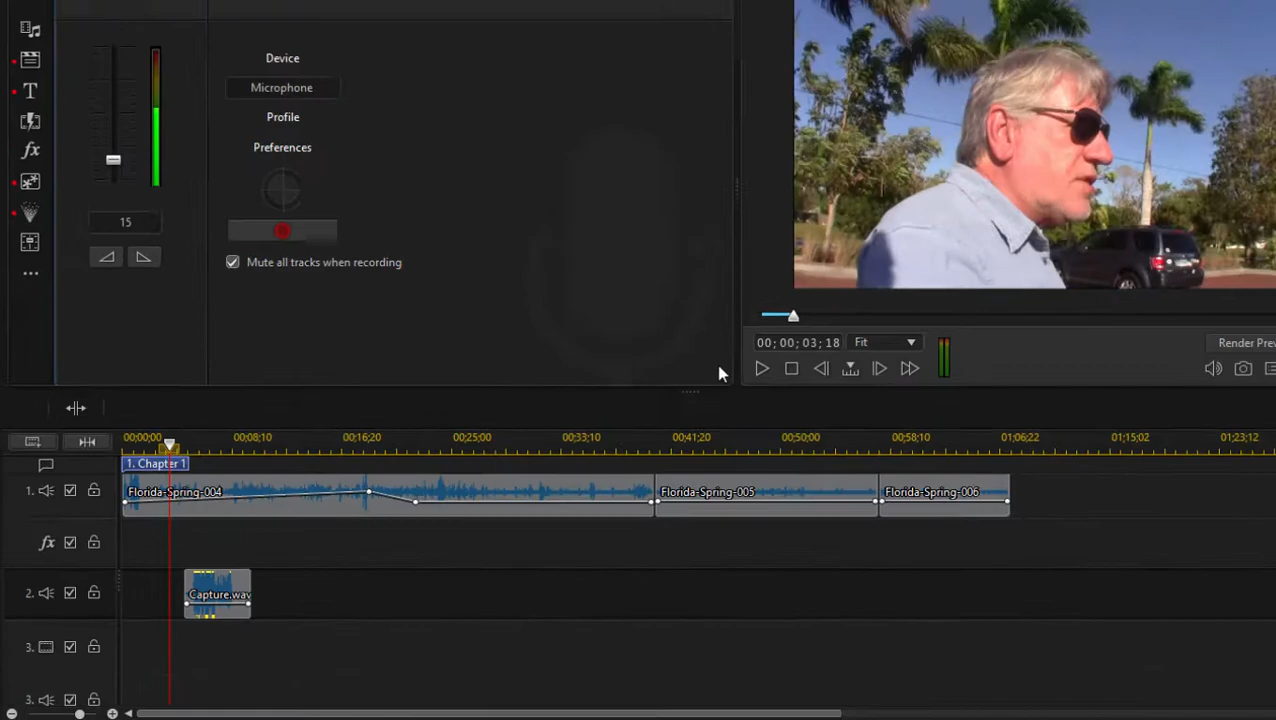 Device
Microphone
Profile
Preferences
15
Mute all tracks when recording
00;00;03;18 Fit
Render Prev
00;00;00 00;08;10 00;16;20 00;25;00 00;33;10 00;41;20 00;50;00 00;58;10 01;06;22 01;15;02 01;23;12
1. Chapter 1
1. Florida-Spring-004 Florida-Spring-005 Florida-Spring-006
fx
2. Capture.wav
3.
3.